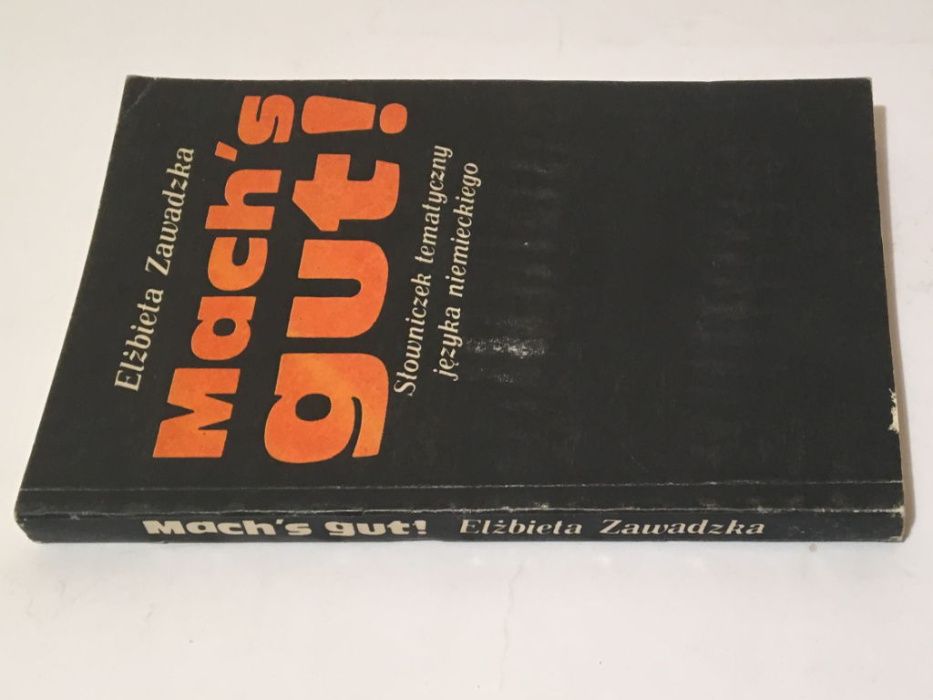 Elżbieta Zawadzka
Mach's
gut!
Słowniczek tematyczny
języka niemieckiego
Mach's gut! Elżbieta Zawadzka